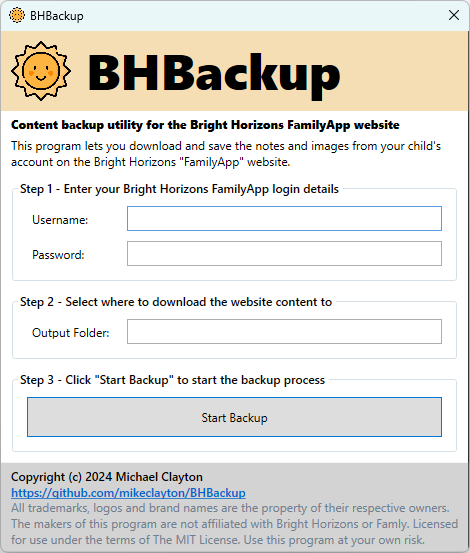 BHBackup
BHBackup
Content backup utility for the Bright Horizons FamilyApp website
This program lets you download and save the notes and images from your child's
account on the Bright Horizons "FamilyApp" website.
Step 1 - Enter your Bright Horizons FamilyApp login details
Username:
Password:
Step 2 - Select where to download the website content to
Output Folder:
Step 3 - Click "Start Backup" to start the backup process
Start Backup
Copyright (c) 2024 Michael Clayton
https://github.com/mikeclayton/BHBackup
All trademarks, logos and brand names are the property of their respective owners.
The makers of this program are not affiliated with Bright Horizons or Famly. Licensed
for use under the terms of The MIT License. Use this program at your own risk.